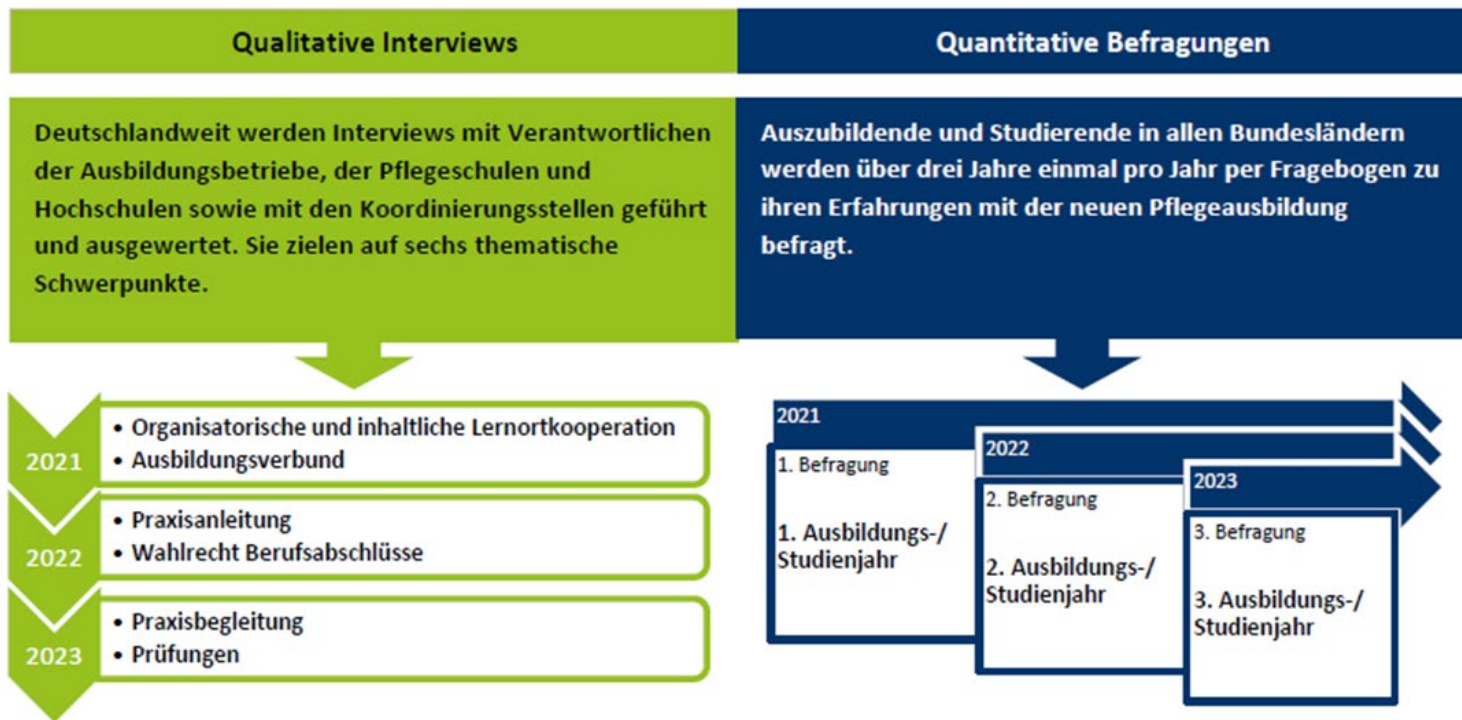 Qualitative Interviews
Deutschlandweit werden Interviews mit Verantwortlichen
der Ausbildungsbetriebe, der Pflegeschulen und
Hochschulen sowie mit den Koordinierungsstellen geführt
und ausgewertet. Sie zielen auf sechs thematische
Schwerpunkte.
2021
• Organisatorische und inhaltliche Lernortkooperation
• Ausbildungsverbund
2022
• Praxisanleitung
• Wahlrecht Berufsabschlüsse
2023
• Praxisbegleitung
• Prüfungen
Quantitative Befragungen
Auszubildende und Studierende in allen Bundesländern
werden über drei Jahre einmal pro Jahr per Fragebogen zu
ihren Erfahrungen mit der neuen Pflegeausbildung
befragt.
2021
1. Befragung
1. Ausbildungs-/
Studienjahr
2022
2. Befragung
2. Ausbildungs-/
Studienjahr
2023
3. Befragung
3. Ausbildungs-/
Studienjahr